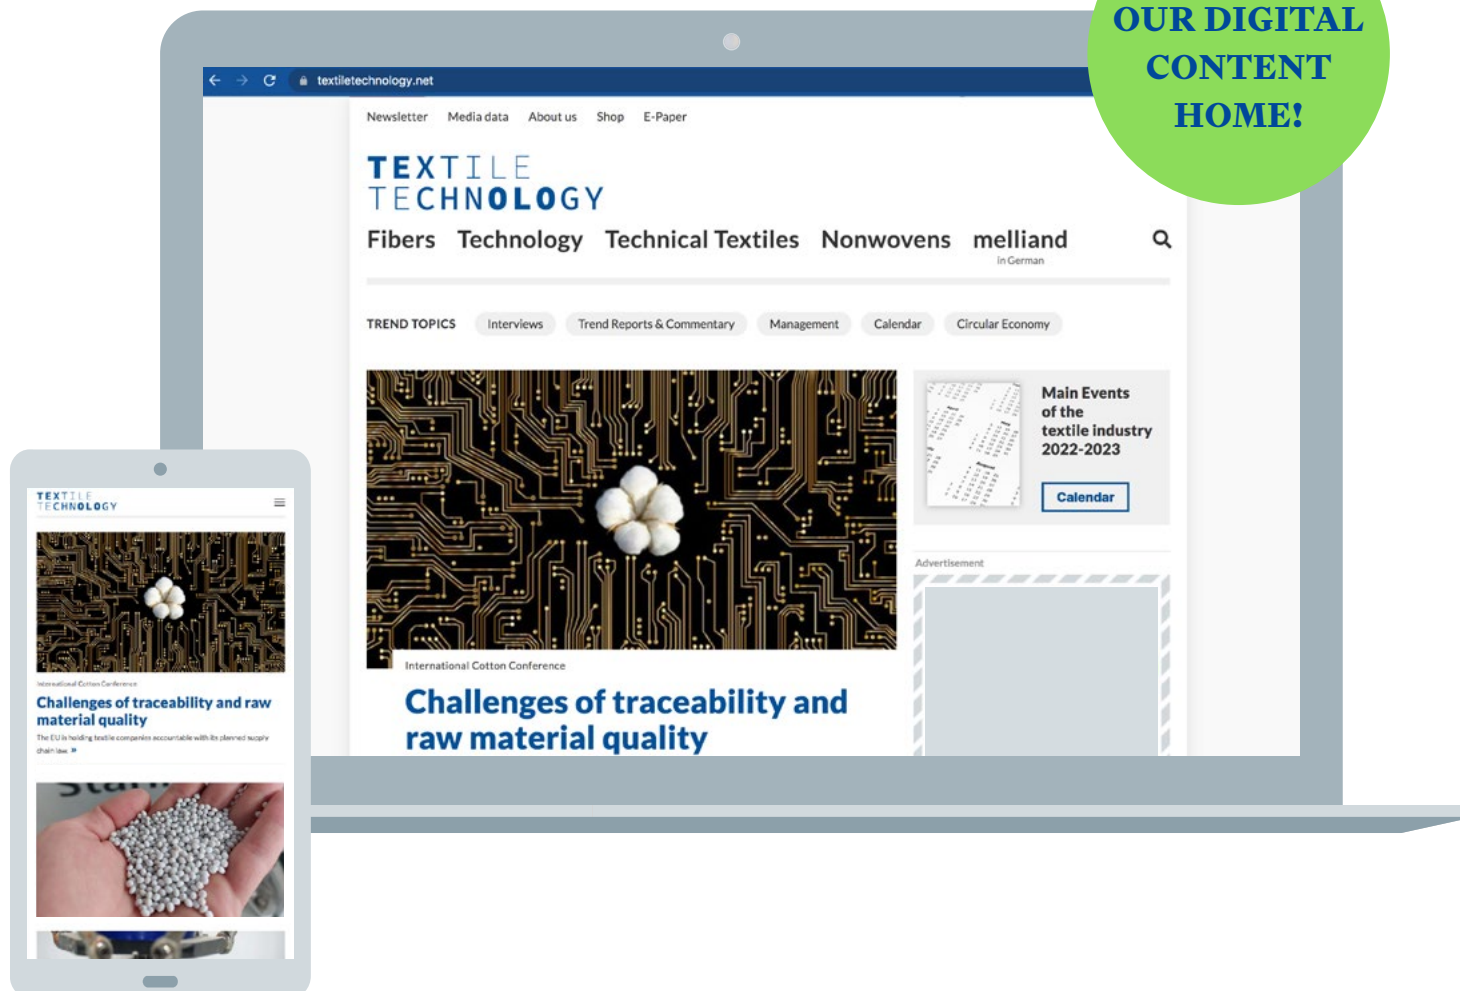 OUR DIGITAL
CONTENT
HOME!
textiletechnology.net
Newsletter Media data About us Shop E-Paper
TEXTILE
TECHNOLOGY
Fibers Technology Technical Textiles Nonwovens melliand
in German
TREND TOPICS Interviews Trend Reports & Commentary Management Calendar Circular Economy
Main Events
of the
textile industry
2022-2023
Calendar
Advertisement
International Cotton Conference
Challenges of traceability and
raw material quality
TEXTILE
TECHNOLOGY
International Cotton Conference
Challenges of traceability and raw
material quality
The EU is holding textile companies accountable with its planned supply
chain law. »